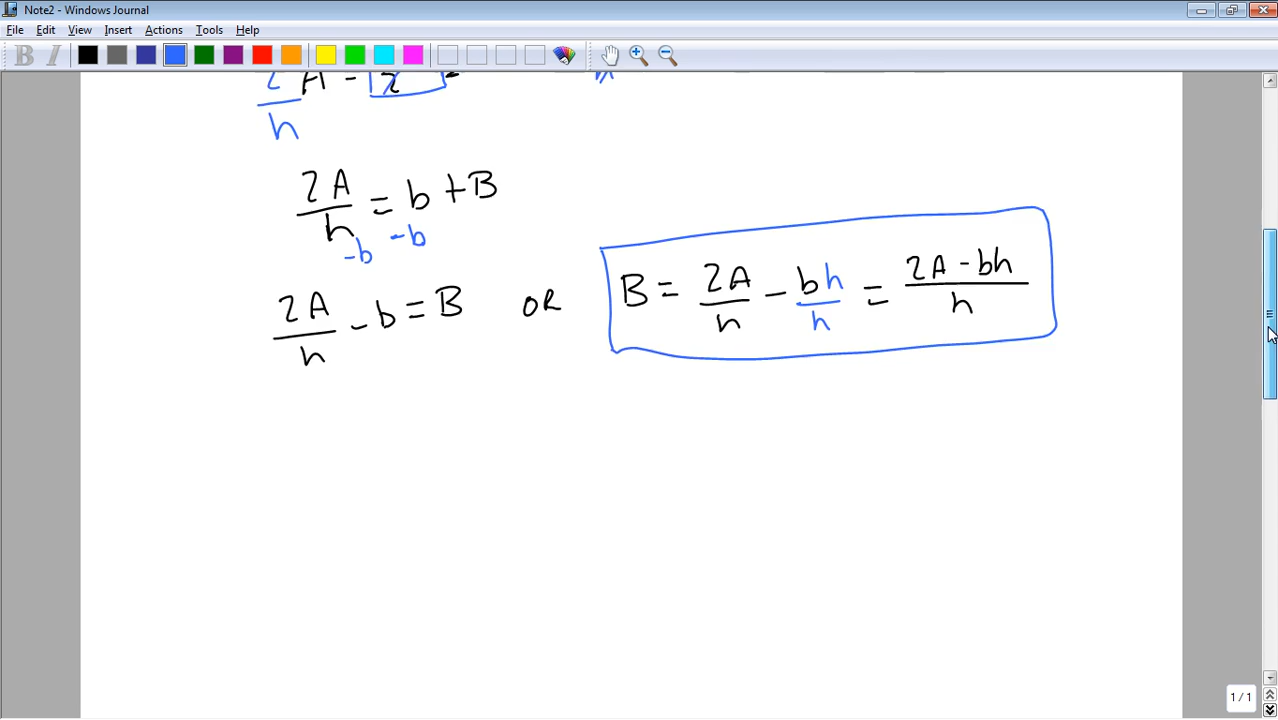 Note2 - Windows Journal
File Edit View Insert Actions Tools Help
B I
2/h A =
2A/h = b + B
-b -b
2A/h - b = B OR B = 2A/h - bh/h = (2A - bh)/h
1 / 1